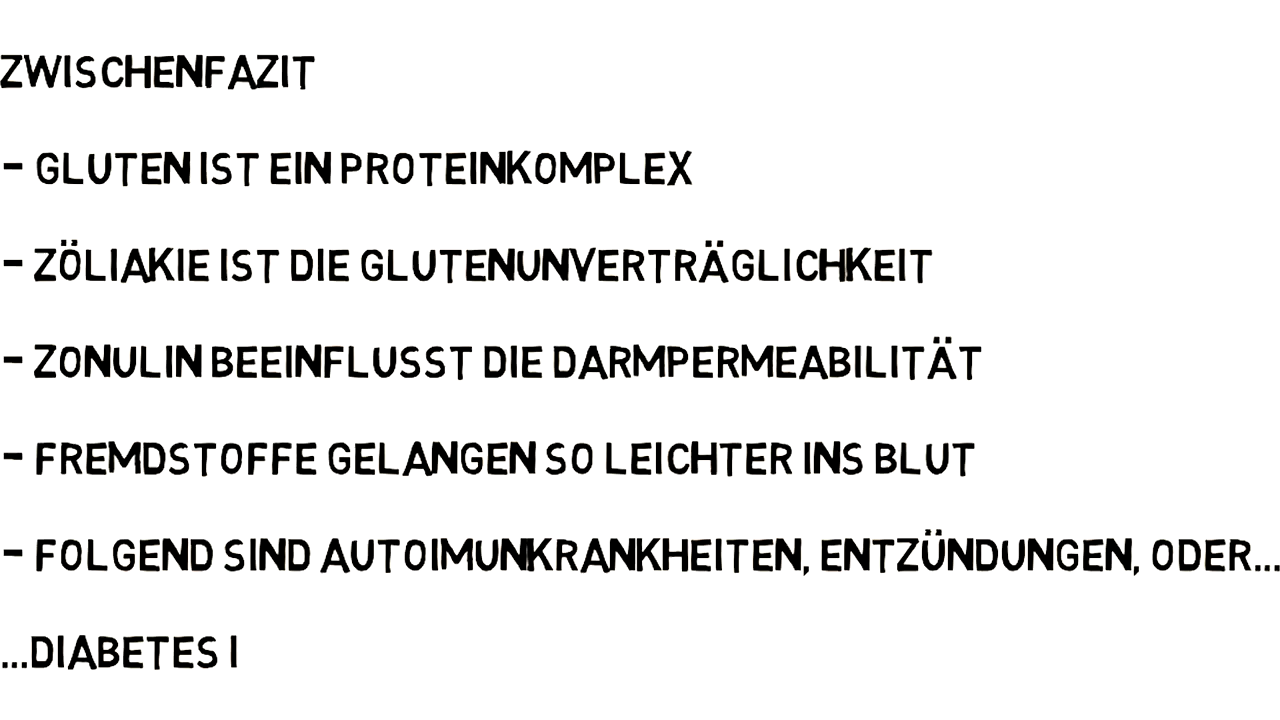 ZWISCHENFAZIT
- GLUTEN IST EIN PROTEINKOMPLEX
- ZÖLIAKIE IST DIE GLUTENUNVERTRÄGLICHKEIT
- ZONULIN BEEINFLUSST DIE DARMPERMEABILITÄT
- FREMDSTOFFE GELANGEN SO LEICHTER INS BLUT
- FOLGEND SIND AUTOIMUNKRANKHEITEN, ENTZÜNDUNGEN, ODER...
...DIABETES I